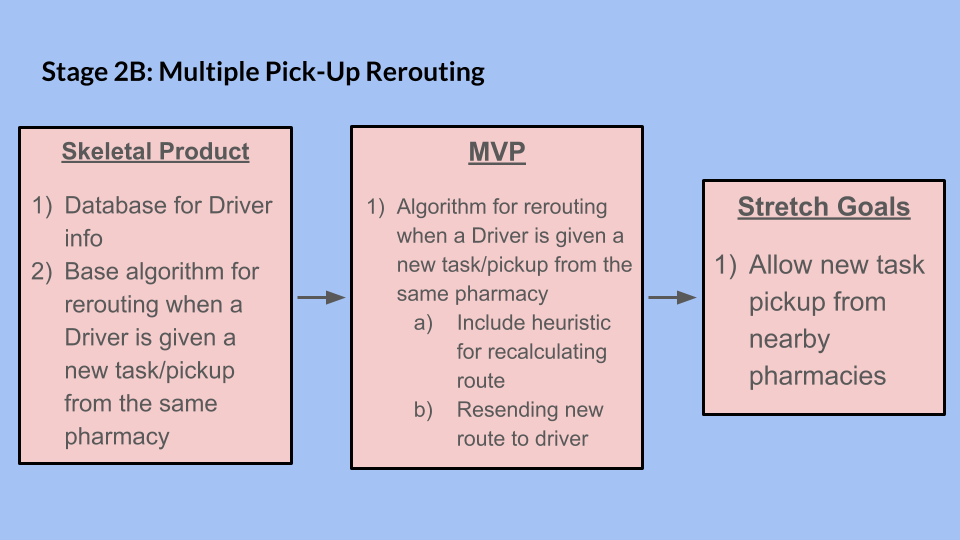 Stage 2B: Multiple Pick-Up Rerouting
Skeletal Product
1) Database for Driver
info
2) Base algorithm for
rerouting when a
Driver is given a
new task/pickup
from the same
pharmacy
MVP
1) Algorithm for rerouting
when a Driver is given a
new task/pickup from the
same pharmacy
a) Include heuristic
for recalculating
route
b) Resending new
route to driver
Stretch Goals
1) Allow new task
pickup from
nearby
pharmacies